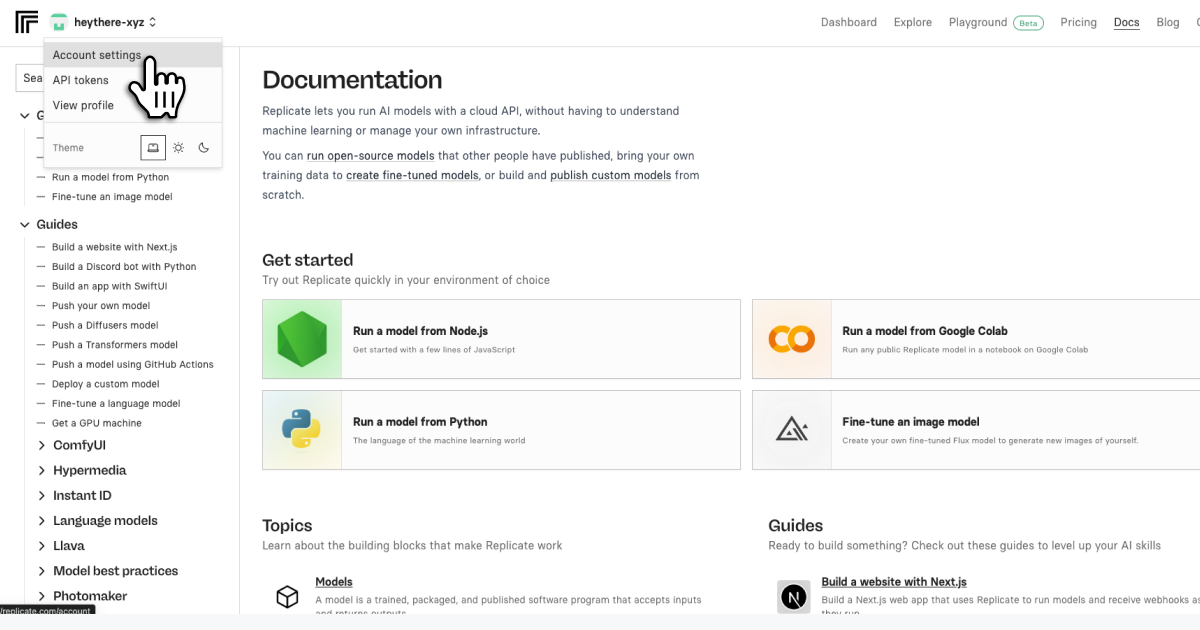 heythere-xyz
Dashboard
Explore
Playground Beta
Pricing
Docs
Blog
Account settings
API tokens
View profile
Theme
Sea
G
Run a model from Python
Fine-tune an image model
Guides
Build a website with Next.js
Build a Discord bot with Python
Build an app with SwiftUI
Push your own model
Push a Diffusers model
Push a Transformers model
Push a model using GitHub Actions
Deploy a custom model
Fine-tune a language model
Get a GPU machine
ComfyUI
Hypermedia
Instant ID
Language models
Llava
Model best practices
Photomaker
/replicate.com/account
Documentation
Replicate lets you run AI models with a cloud API, without having to understand
machine learning or manage your own infrastructure.
You can run open-source models that other people have published, bring your own
training data to create fine-tuned models, or build and publish custom models from
scratch.
Get started
Try out Replicate quickly in your environment of choice
Run a model from Node.js
Get started with a few lines of JavaScript
Run a model from Google Colab
Run any public Replicate model in a notebook on Google Colab
Run a model from Python
The language of the machine learning world
Fine-tune an image model
Create your own fine-tuned Flux model to generate new images of yourself.
Topics
Learn about the building blocks that make Replicate work
Models
A model is a trained, packaged, and published software program that accepts inputs
and returns outputs.
Guides
Ready to build something? Check out these guides to level up your AI skills
N
Build a website with Next.js
Build a Next.js web app that uses Replicate to run models and receive webhooks as
they run.